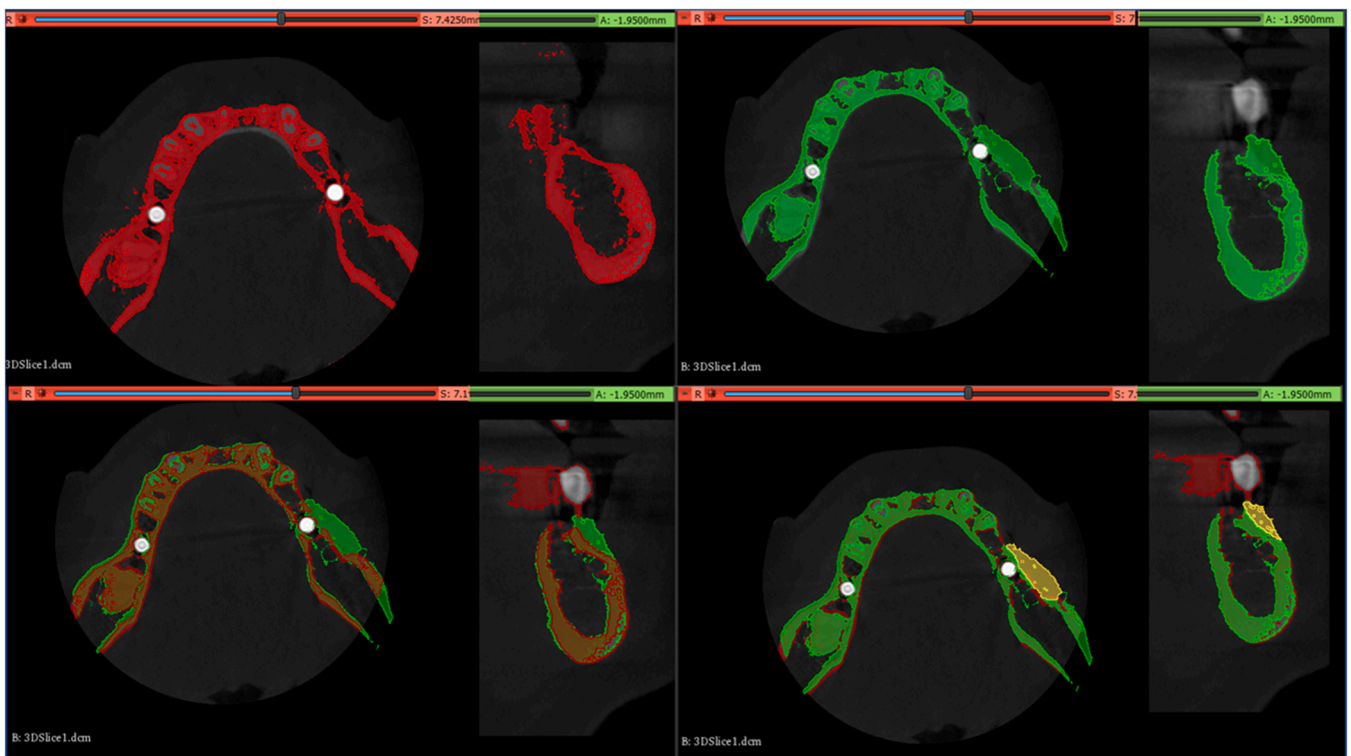 R S: 7.4250mm A: -1.9500mm
R S: 7 A: -1.9500mm
3DSlice1.dcm
B: 3DSlice1.dcm
R S: 7.1 A: -1.9500mm
R S: 7. A: -1.9500mm
B: 3DSlice1.dcm
B: 3DSlice1.dcm